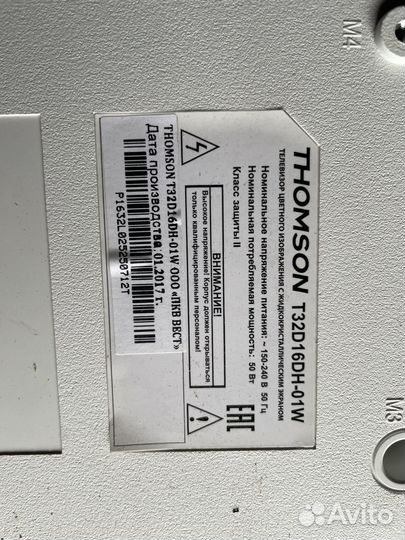 THOMSON T32D16DH-01W
ТЕЛЕВИЗОР ЦВЕТНОГО ИЗОБРАЖЕНИЯ С ЖИДКОКРИСТАЛЛИЧЕСКИМ ЭКРАНОМ
Номинальное напряжение питания: ~ 150-240 В 50 Гц
Номинальная потребляемая мощность: 50 Вт
Класс защиты II
ВНИМАНИЕ!
Высокое напряжение! Корпус должен открываться
только квалифицированным персоналом!
EAC
THOMSON T32D16DH-01W ООО «ПКВ ВЕСТ»
Дата производства: .01.2017 г.
P1632L025250712T
M4
M3
Avito